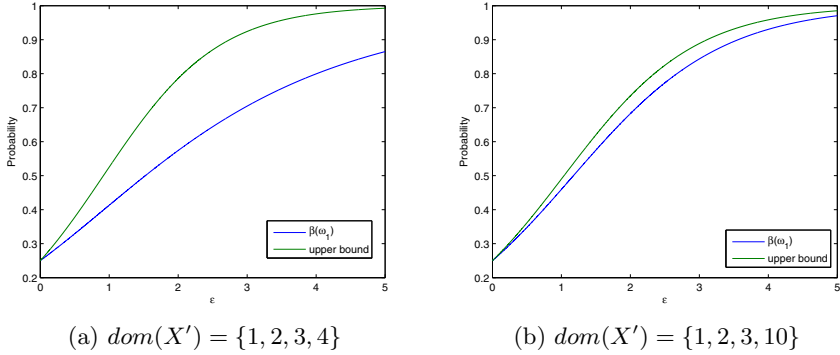 1
0.9
0.8
0.7
0.6
0.5
0.4
0.3
0.2
Probability
0 1 2 3 4 5
ε
β(ω₁)
upper bound
(a) dom(X′) = {1, 2, 3, 4}
1
0.9
0.8
0.7
0.6
0.5
0.4
0.3
0.2
Probability
0 1 2 3 4 5
ε
β(ω₁)
upper bound
(b) dom(X′) = {1, 2, 3, 10}